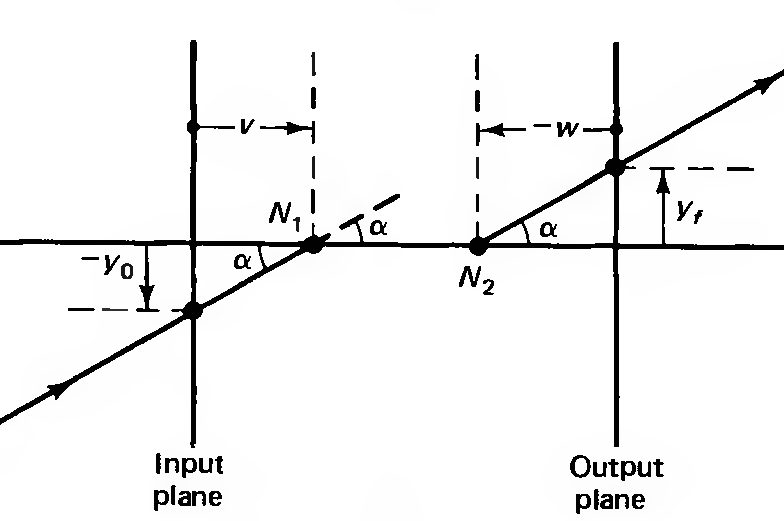 v
−w
N₁
α
yf
−y₀
α
α
N₂
Input
plane
Output
plane